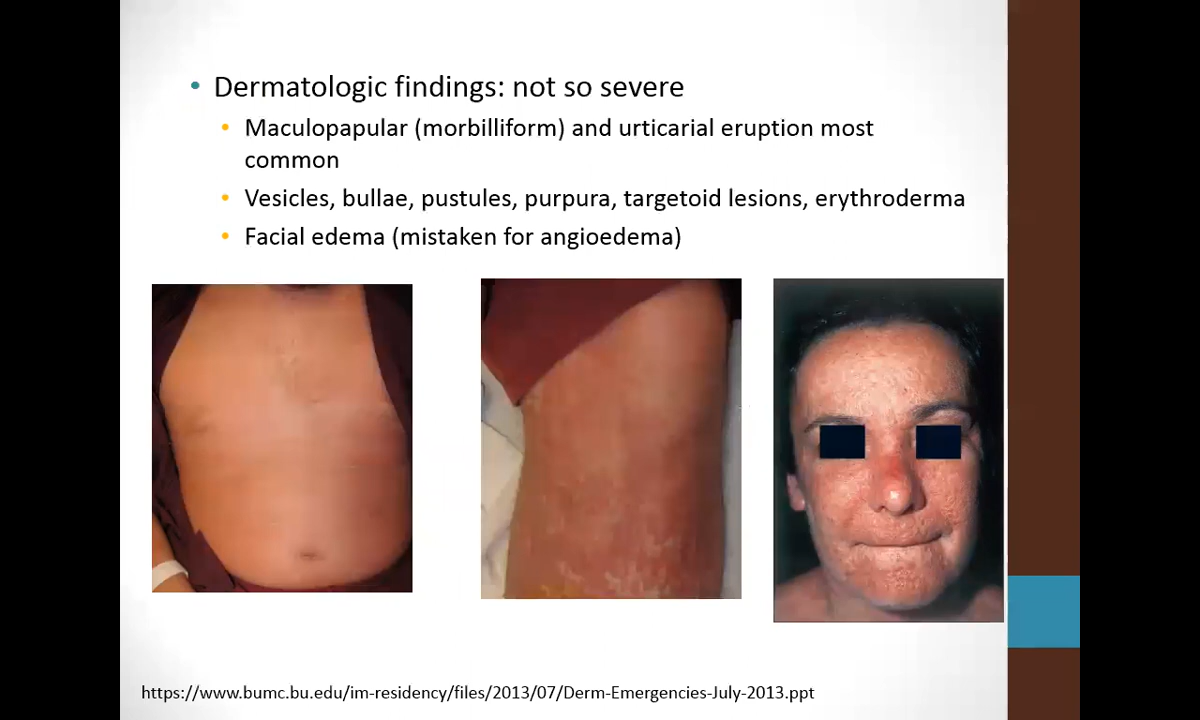 • Dermatologic findings: not so severe
• Maculopapular (morbilliform) and urticarial eruption most
common
• Vesicles, bullae, pustules, purpura, targetoid lesions, erythroderma
• Facial edema (mistaken for angioedema)
https://www.bumc.bu.edu/im-residency/files/2013/07/Derm-Emergencies-July-2013.ppt